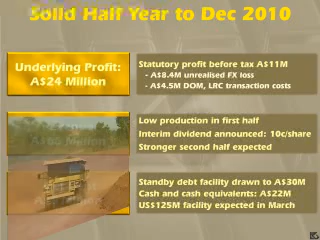 Solid Half Year to Dec 2010
Underlying Profit:
A$24 Million
Statutory profit before tax A$11M
- A$8.4M unrealised FX loss
- A$4.5M DOM, LRC transaction costs
Low production in first half
Interim dividend announced: 10c/share
Stronger second half expected
Standby debt facility drawn to A$30M
Cash and cash equivalents: A$22M
US$125M facility expected in March